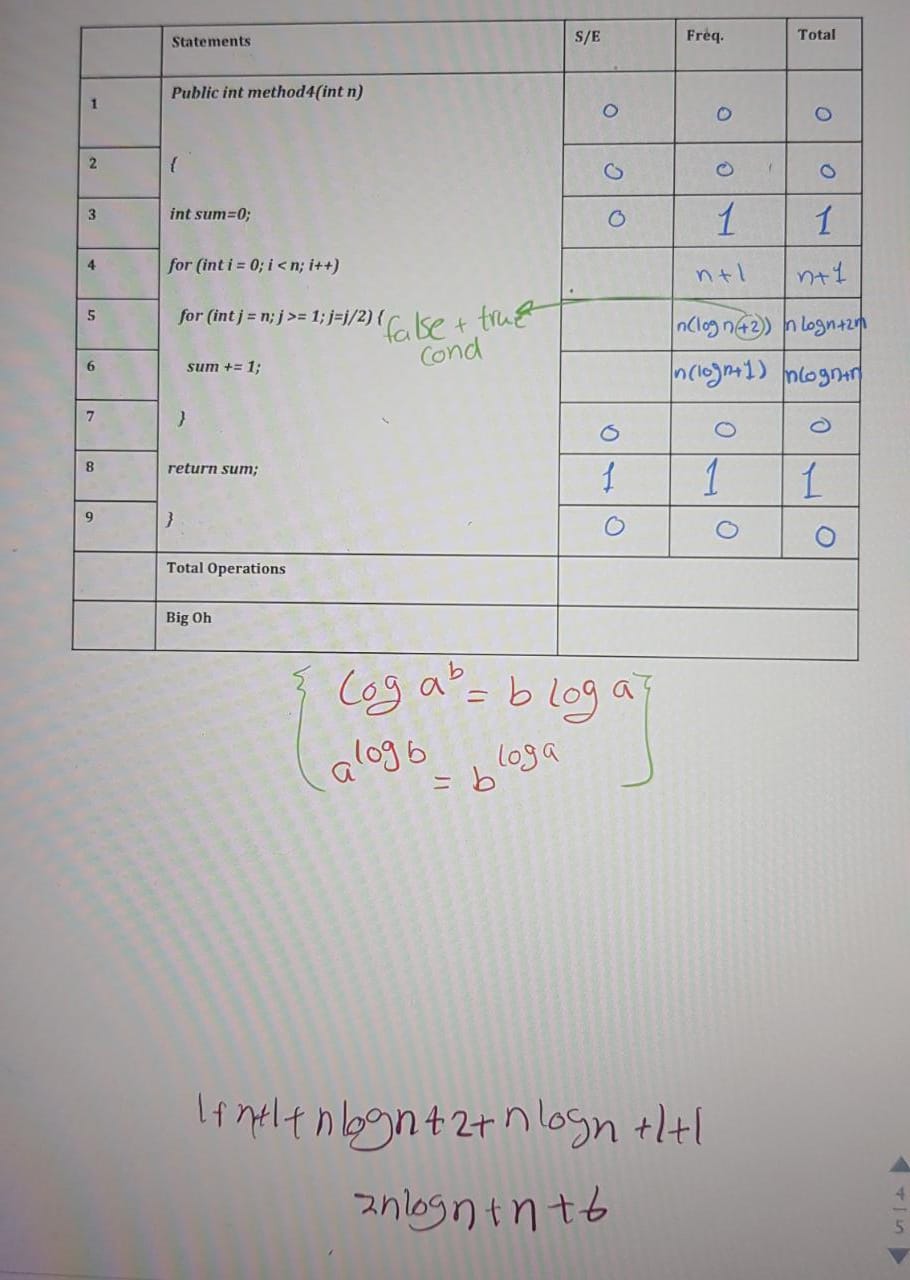 Statements S/E Freq. Total
1 Public int method4(int n) 0 0 0
2 { 0 0 0
3 int sum=0; 0 1 1
4 for (int i = 0; i < n; i++) n+1 n+1
5 for (int j = n; j >= 1; j=j/2) { n(log n+2)) n logn+2n
false + true
cond
6 sum += 1; n(logn+1) nlogn+n
7 } 0 0 0
8 return sum; 1 1 1
9 } 0 0 0
Total Operations
Big Oh
{ log a^b = b log a }
a^log b = b^log a
1+n+1+nlogn+2+nlogn+1+1
2nlogn+n+6
4
5